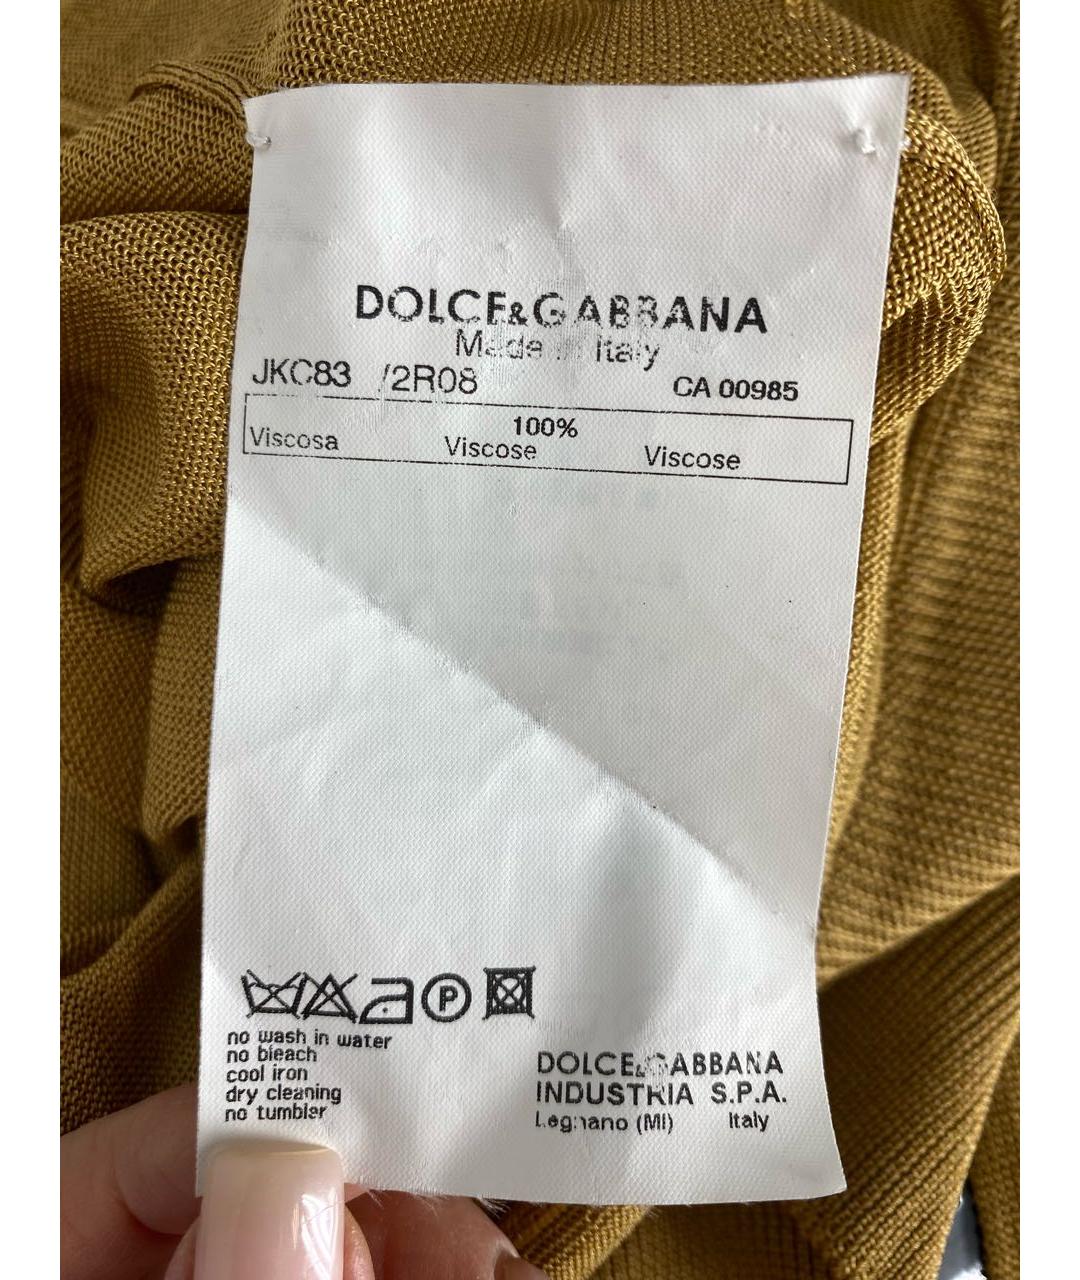 DOLCE&GABBANA
Made in Italy
JKC83 /2R08 CA 00985
100%
Viscosa Viscose Viscose
P
no wash in water
no bleach
cool iron
dry cleaning
no tumbler
DOLCE&GABBANA
INDUSTRIA S.P.A.
Legnano (MI) Italy